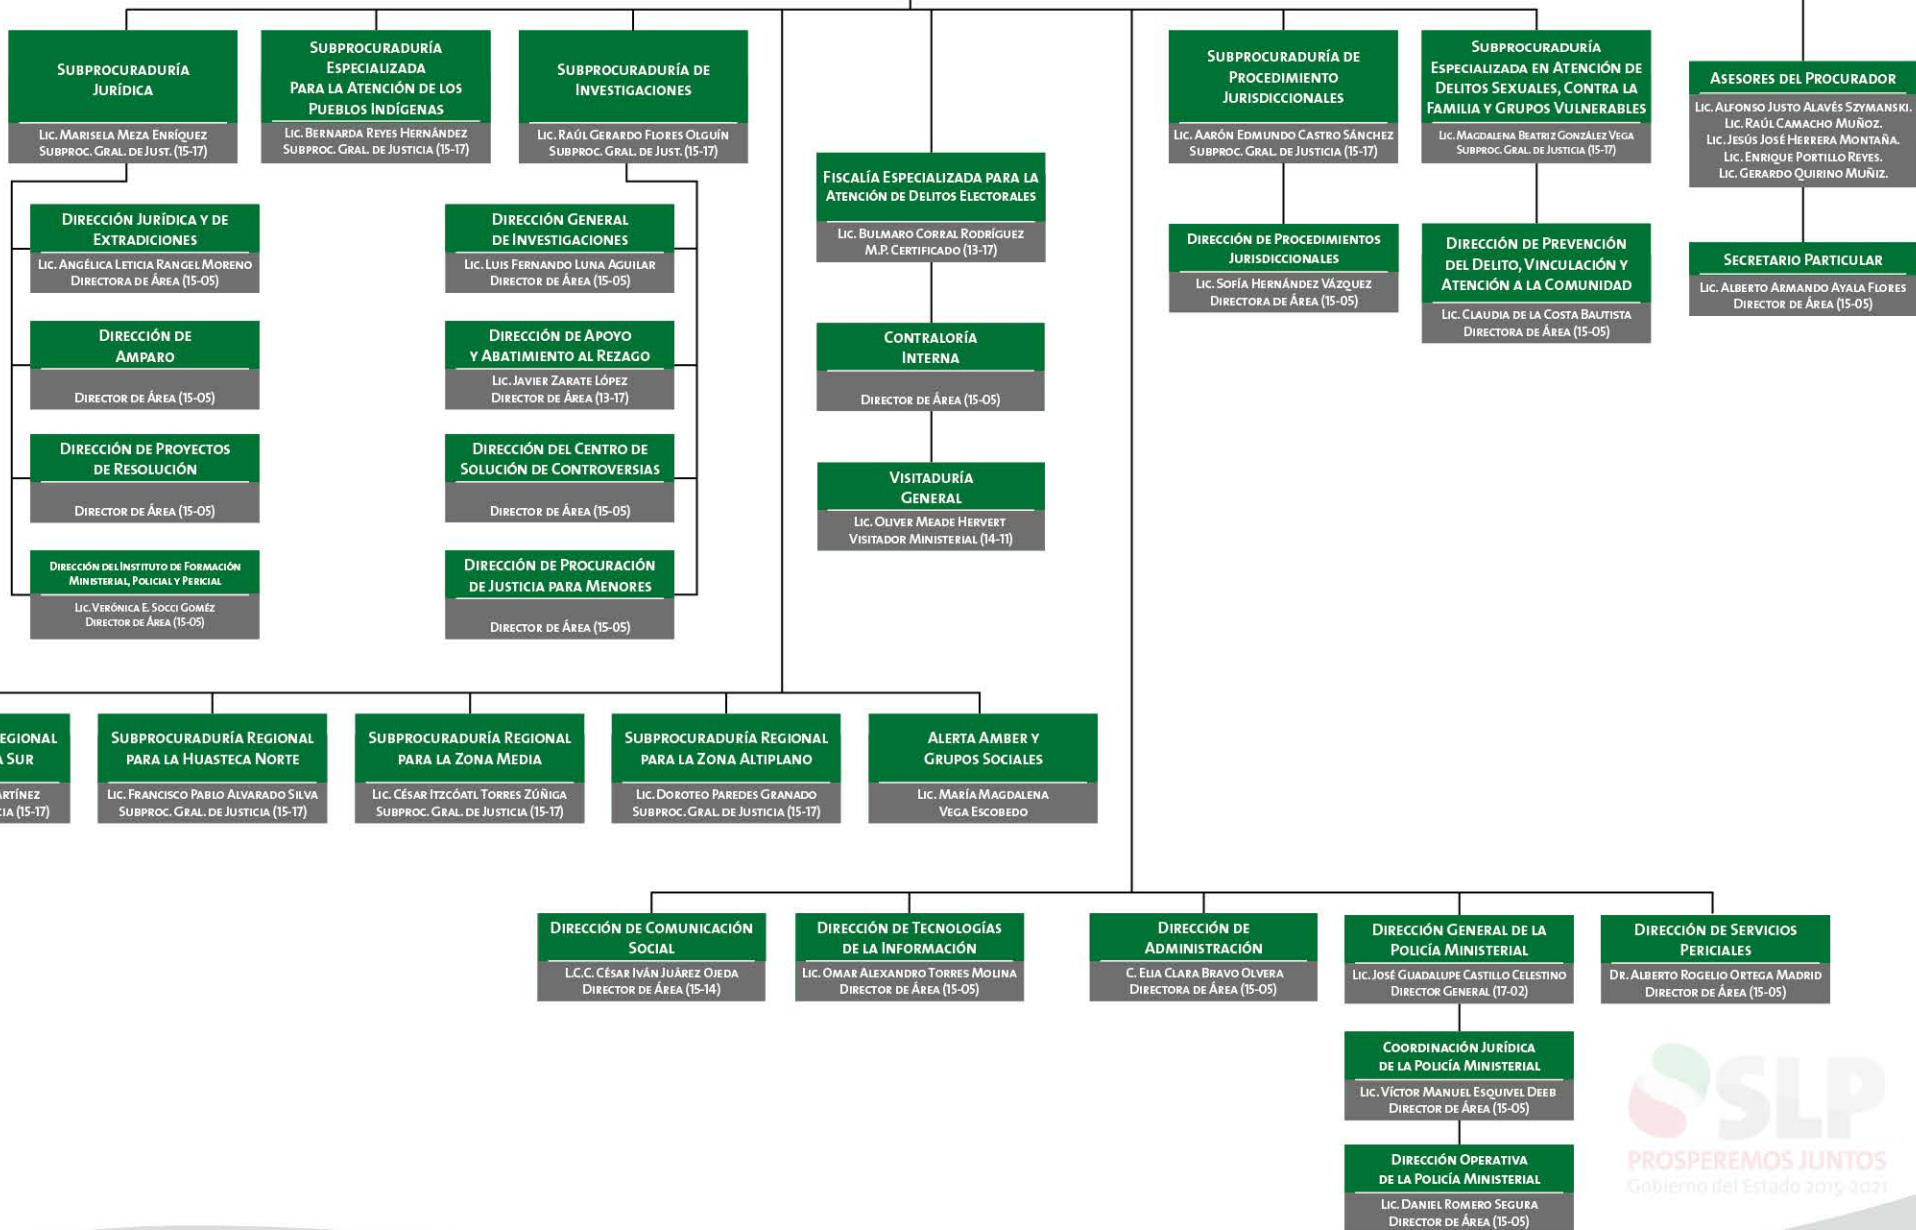 SUBPROCURADURÍA
JURÍDICA
LIC. MARISELA MEZA ENRÍQUEZ
SUBPROC. GRAL. DE JUST. (15-17)
SUBPROCURADURÍA
ESPECIALIZADA
PARA LA ATENCIÓN DE LOS
PUEBLOS INDÍGENAS
LIC. BERNARDA REYES HERNÁNDEZ
SUBPROC. GRAL. DE JUSTICIA (15-17)
SUBPROCURADURÍA DE
INVESTIGACIONES
LIC. RAÚL GERARDO FLORES OLGUÍN
SUBPROC. GRAL. DE JUST. (15-17)
SUBPROCURADURÍA DE
PROCEDIMIENTO
JURISDICCIONALES
LIC. AARÓN EDMUNDO CASTRO SÁNCHEZ
SUBPROC. GRAL. DE JUSTICIA (15-17)
SUBPROCURADURÍA
ESPECIALIZADA EN ATENCIÓN DE
DELITOS SEXUALES, CONTRA LA
FAMILIA Y GRUPOS VULNERABLES
LIC. MAGDALENA BEATRIZ GONZÁLEZ VEGA
SUBPROC. GRAL. DE JUSTICIA (15-17)
ASESORES DEL PROCURADOR
LIC. ALFONSO JUSTO ALAVÉS SZYMANSKI.
LIC. RAÚL CAMACHO MUÑOZ.
LIC. JESÚS JOSÉ HERRERA MONTAÑA.
LIC. ENRIQUE PORTILLO REYES.
LIC. GERARDO QUIRINO MUÑIZ.
DIRECCIÓN JURÍDICA Y DE
EXTRADICIONES
LIC. ANGÉLICA LETICIA RANGEL MORENO
DIRECTORA DE ÁREA (15-05)
DIRECCIÓN DE
AMPARO
DIRECTOR DE ÁREA (15-05)
DIRECCIÓN DE PROYECTOS
DE RESOLUCIÓN
DIRECTOR DE ÁREA (15-05)
DIRECCIÓN DEL INSTITUTO DE FORMACIÓN
MINISTERIAL, POLICIAL Y PERICIAL
LIC. VERÓNICA E. SOCCI GOMÉZ
DIRECTOR DE ÁREA (15-05)
DIRECCIÓN GENERAL
DE INVESTIGACIONES
LIC. LUIS FERNANDO LUNA AGUILAR
DIRECTOR DE ÁREA (15-05)
DIRECCIÓN DE APOYO
Y ABATIMIENTO AL REZAGO
LIC. JAVIER ZARATE LÓPEZ
DIRECTOR DE ÁREA (13-17)
DIRECCIÓN DEL CENTRO DE
SOLUCIÓN DE CONTROVERSIAS
DIRECTOR DE ÁREA (15-05)
DIRECCIÓN DE PROCURACIÓN
DE JUSTICIA PARA MENORES
DIRECTOR DE ÁREA (15-05)
FISCALÍA ESPECIALIZADA PARA LA
ATENCIÓN DE DELITOS ELECTORALES
LIC. BULMARO CORRAL RODRÍGUEZ
M.P. CERTIFICADO (13-17)
CONTRALORÍA
INTERNA
DIRECTOR DE ÁREA (15-05)
VISITADURÍA
GENERAL
LIC. OLIVER MEADE HERVERT
VISITADOR MINISTERIAL (14-11)
DIRECCIÓN DE PROCEDIMIENTOS
JURISDICCIONALES
LIC. SOFÍA HERNÁNDEZ VÁZQUEZ
DIRECTORA DE ÁREA (15-05)
DIRECCIÓN DE PREVENCIÓN
DEL DELITO, VINCULACIÓN Y
ATENCIÓN A LA COMUNIDAD
LIC. CLAUDIA DE LA COSTA BAUTISTA
DIRECTORA DE ÁREA (15-05)
SECRETARIO PARTICULAR
LIC. ALBERTO ARMANDO AYALA FLORES
DIRECTOR DE ÁREA (15-05)
SUR
(15-17)
SUBPROCURADURÍA REGIONAL
PARA LA HUASTECA NORTE
LIC. FRANCISCO PABLO ALVARADO SILVA
SUBPROC. GRAL. DE JUSTICIA (15-17)
SUBPROCURADURÍA REGIONAL
PARA LA ZONA MEDIA
LIC. CÉSAR ITZCÓATL TORRES ZÚÑIGA
SUBPROC. GRAL. DE JUSTICIA (15-17)
SUBPROCURADURÍA REGIONAL
PARA LA ZONA ALTIPLANO
LIC. DOROTEO PAREDES GRANADO
SUBPROC. GRAL. DE JUSTICIA (15-17)
ALERTA AMBER Y
GRUPOS SOCIALES
LIC. MARÍA MAGDALENA
VEGA ESCOBEDO
DIRECCIÓN DE COMUNICACIÓN
SOCIAL
L.C.C. CÉSAR IVÁN JUÁREZ OJEDA
DIRECTOR DE ÁREA (15-14)
DIRECCIÓN DE TECNOLOGÍAS
DE LA INFORMACIÓN
LIC. OMAR ALEXANDRO TORRES MOLINA
DIRECTOR DE ÁREA (15-05)
DIRECCIÓN DE
ADMINISTRACIÓN
C. ELIA CLARA BRAVO OLVERA
DIRECTORA DE ÁREA (15-05)
DIRECCIÓN GENERAL DE LA
POLICÍA MINISTERIAL
LIC. JOSÉ GUADALUPE CASTILLO CELESTINO
DIRECTOR GENERAL (17-02)
DIRECCIÓN DE SERVICIOS
PERICIALES
DR. ALBERTO ROGELIO ORTEGA MADRID
DIRECTOR DE ÁREA (15-05)
COORDINACIÓN JURÍDICA
DE LA POLICÍA MINISTERIAL
LIC. VÍCTOR MANUEL ESQUIVEL DEEB
DIRECTOR DE ÁREA (15-05)
DIRECCIÓN OPERATIVA
DE LA POLICÍA MINISTERIAL
LIC. DANIEL ROMERO SEGURA
DIRECTOR DE ÁREA (15-05)
SLP
PROSPEREMOS JUNTOS
Gobierno del Estado 2015-2021